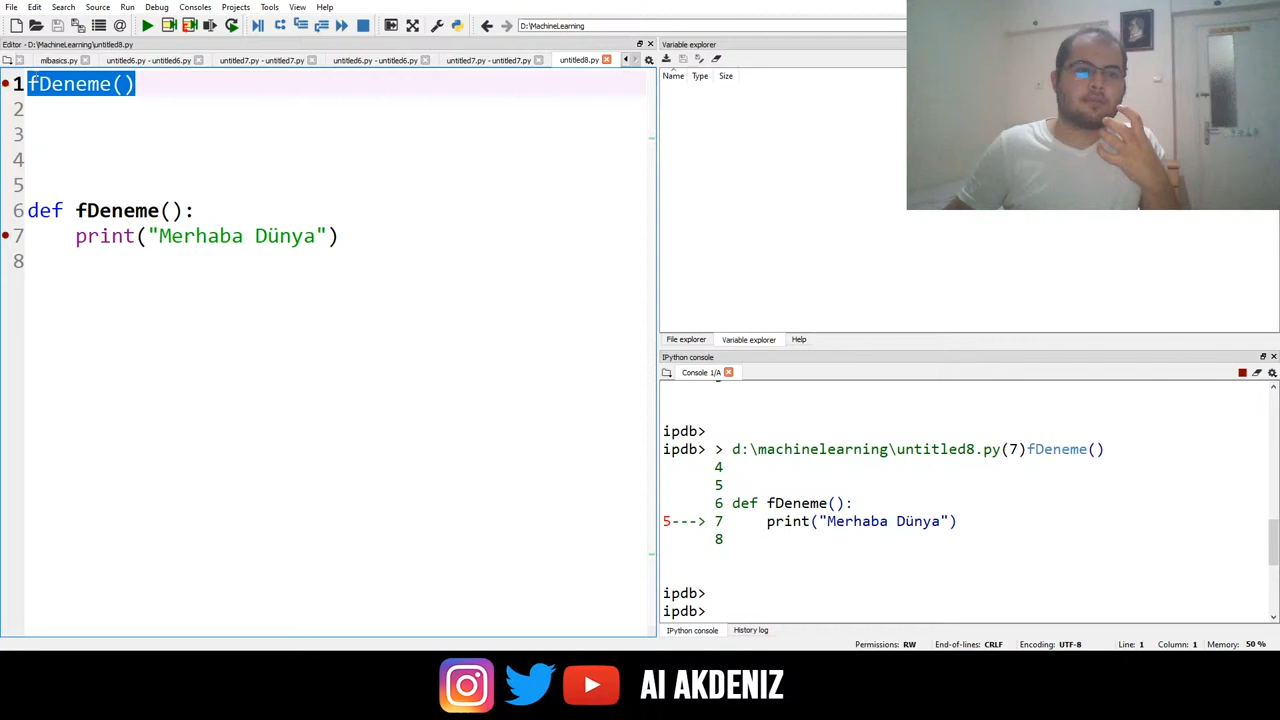 File Edit Search Source Run Debug Consoles Projects Tools View Help
D:\MachineLearning
Editor - D:\MachineLearning\untitled8.py
mlbasics.py untitled6.py - untitled6.py untitled7.py - untitled7.py untitled6.py - untitled6.py untitled7.py - untitled7.py untitled8.py
1 fDeneme()
2
3
4
5
6 def fDeneme():
7 print("Merhaba Dünya")
8
Variable explorer
Name Type Size
File explorer Variable explorer Help
IPython console
Console 1/A
ipdb>
ipdb> > d:\machinelearning\untitled8.py(7)fDeneme()
4
5
6 def fDeneme():
5---> 7 print("Merhaba Dünya")
8
ipdb>
ipdb>
IPython console History log
Permissions: RW End-of-lines: CRLF Encoding: UTF-8 Line: 1 Column: 1 Memory: 50 %
AI AKDENIZ